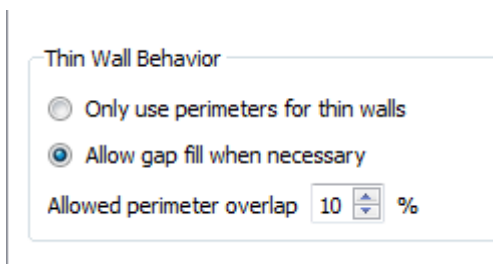 Thin Wall Behavior
Only use perimeters for thin walls
Allow gap fill when necessary
Allowed perimeter overlap 10 %